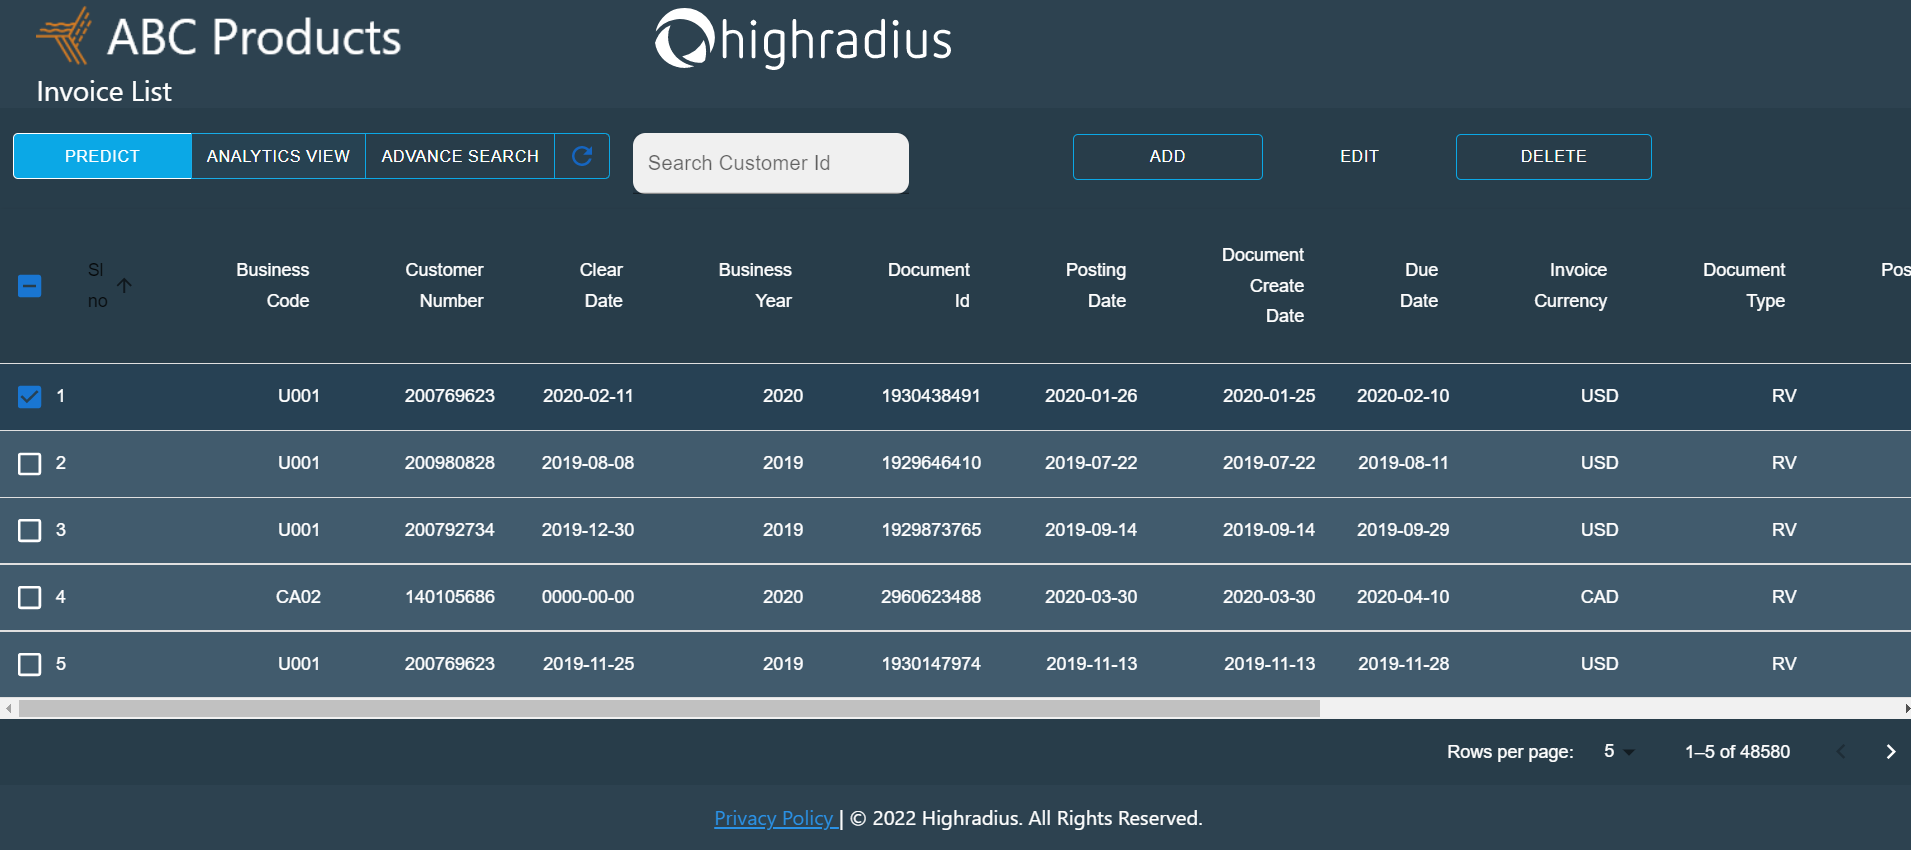 ABC Products
highradius
Invoice List
PREDICT ANALYTICS VIEW ADVANCE SEARCH Search Customer Id ADD EDIT DELETE
Sl no Business Code Customer Number Clear Date Business Year Document Id Posting Date Document Create Date Due Date Invoice Currency Document Type Pos
1 U001 200769623 2020-02-11 2020 1930438491 2020-01-26 2020-01-25 2020-02-10 USD RV
2 U001 200980828 2019-08-08 2019 1929646410 2019-07-22 2019-07-22 2019-08-11 USD RV
3 U001 200792734 2019-12-30 2019 1929873765 2019-09-14 2019-09-14 2019-09-29 USD RV
4 CA02 140105686 0000-00-00 2020 2960623488 2020-03-30 2020-03-30 2020-04-10 CAD RV
5 U001 200769623 2019-11-25 2019 1930147974 2019-11-13 2019-11-13 2019-11-28 USD RV
Rows per page: 5 1–5 of 48580
Privacy Policy | © 2022 Highradius. All Rights Reserved.